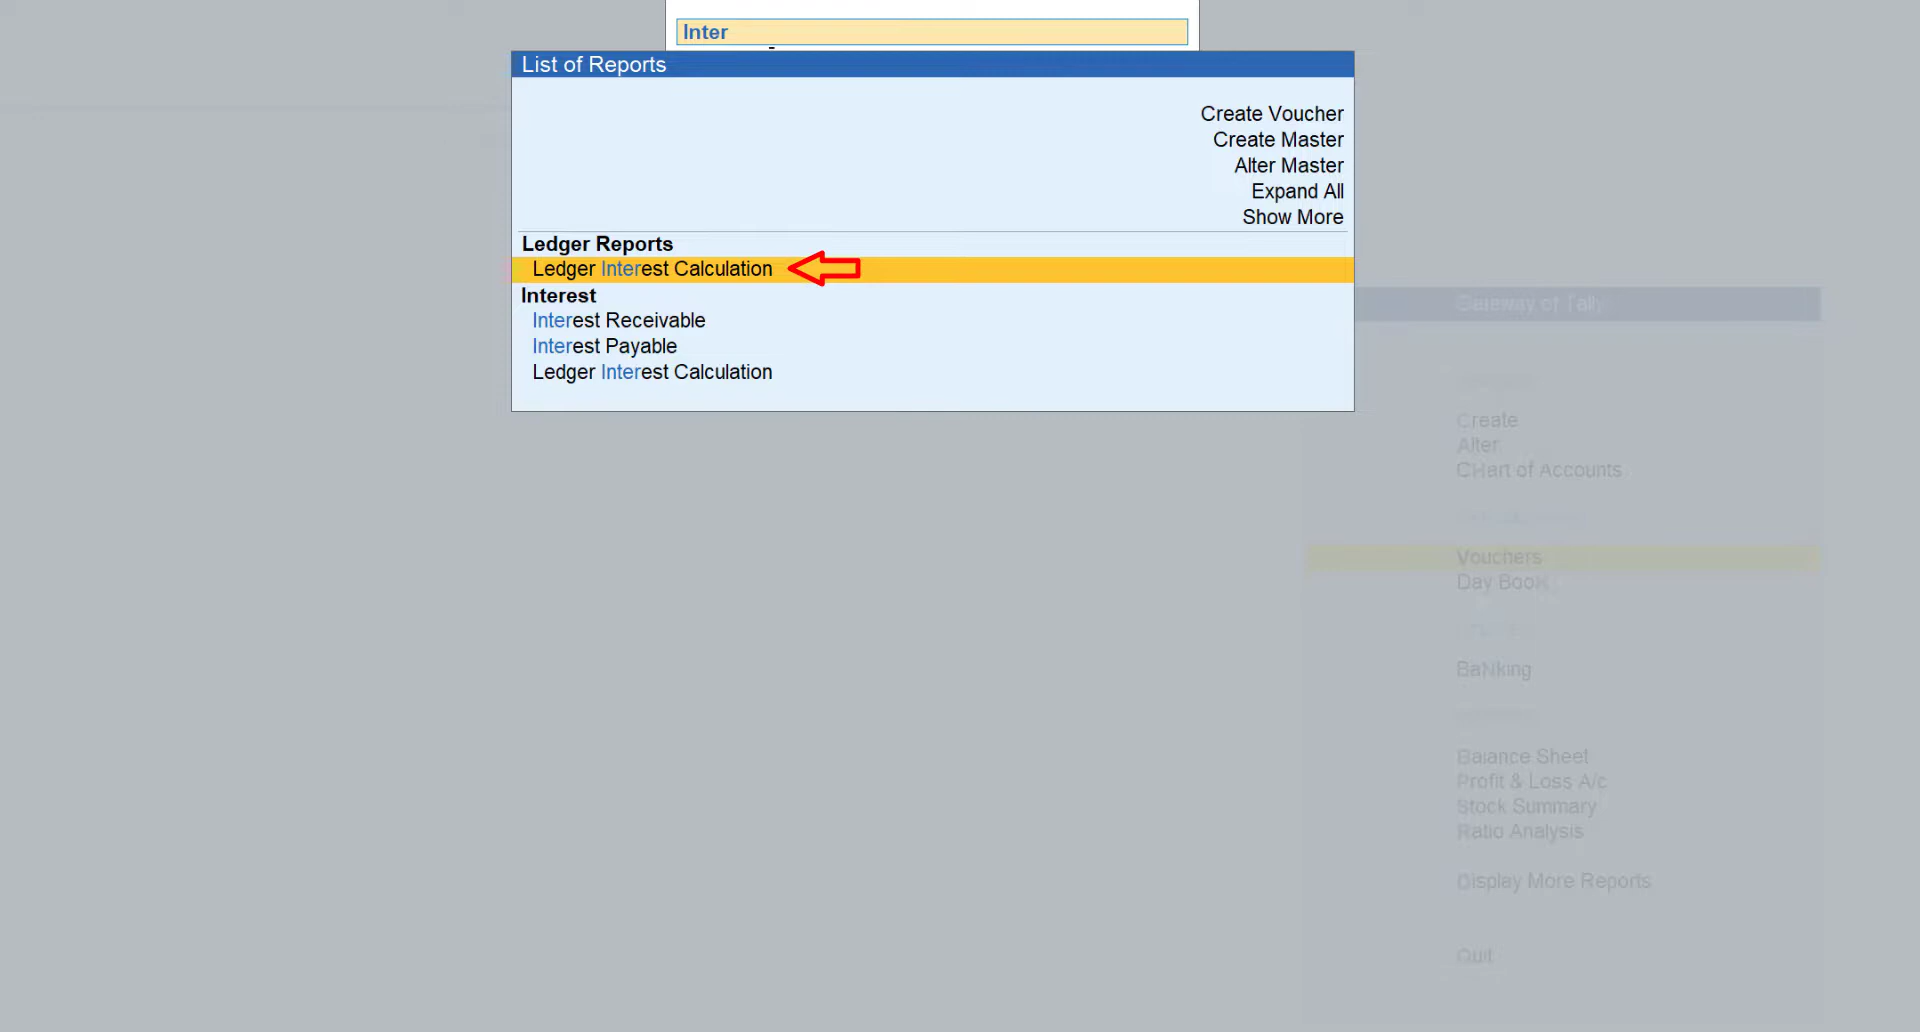 Inter
List of Reports
Create Voucher
Create Master
Alter Master
Expand All
Show More
Ledger Reports
Ledger Interest Calculation
Interest
Interest Receivable
Interest Payable
Ledger Interest Calculation
Gateway of Tally
Create
Alter
CHart of Accounts
Vouchers
Day BooK
BaNking
Balance Sheet
Profit & Loss A/c
Stock Summary
Ratio Analysis
Display More Reports
Quit